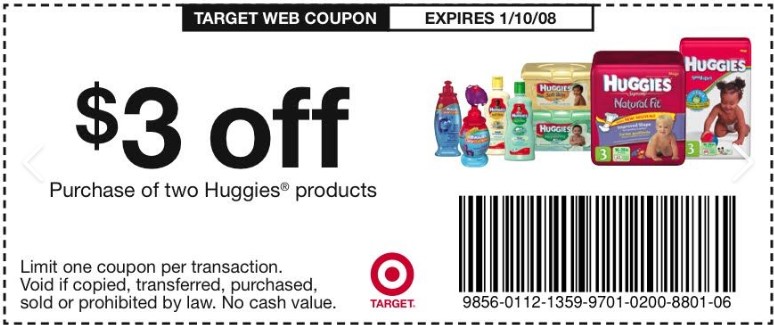 TARGET WEB COUPON
EXPIRES 1/10/08
$3 off
Purchase of two Huggies® products
HUGGIES
HUGGIES
HUGGIES
Natural Fit
3
HUGGIES
3
Limit one coupon per transaction.
Void if copied, transferred, purchased,
sold or prohibited by law. No cash value.
TARGET
9856-0112-1359-9701-0200-8801-06